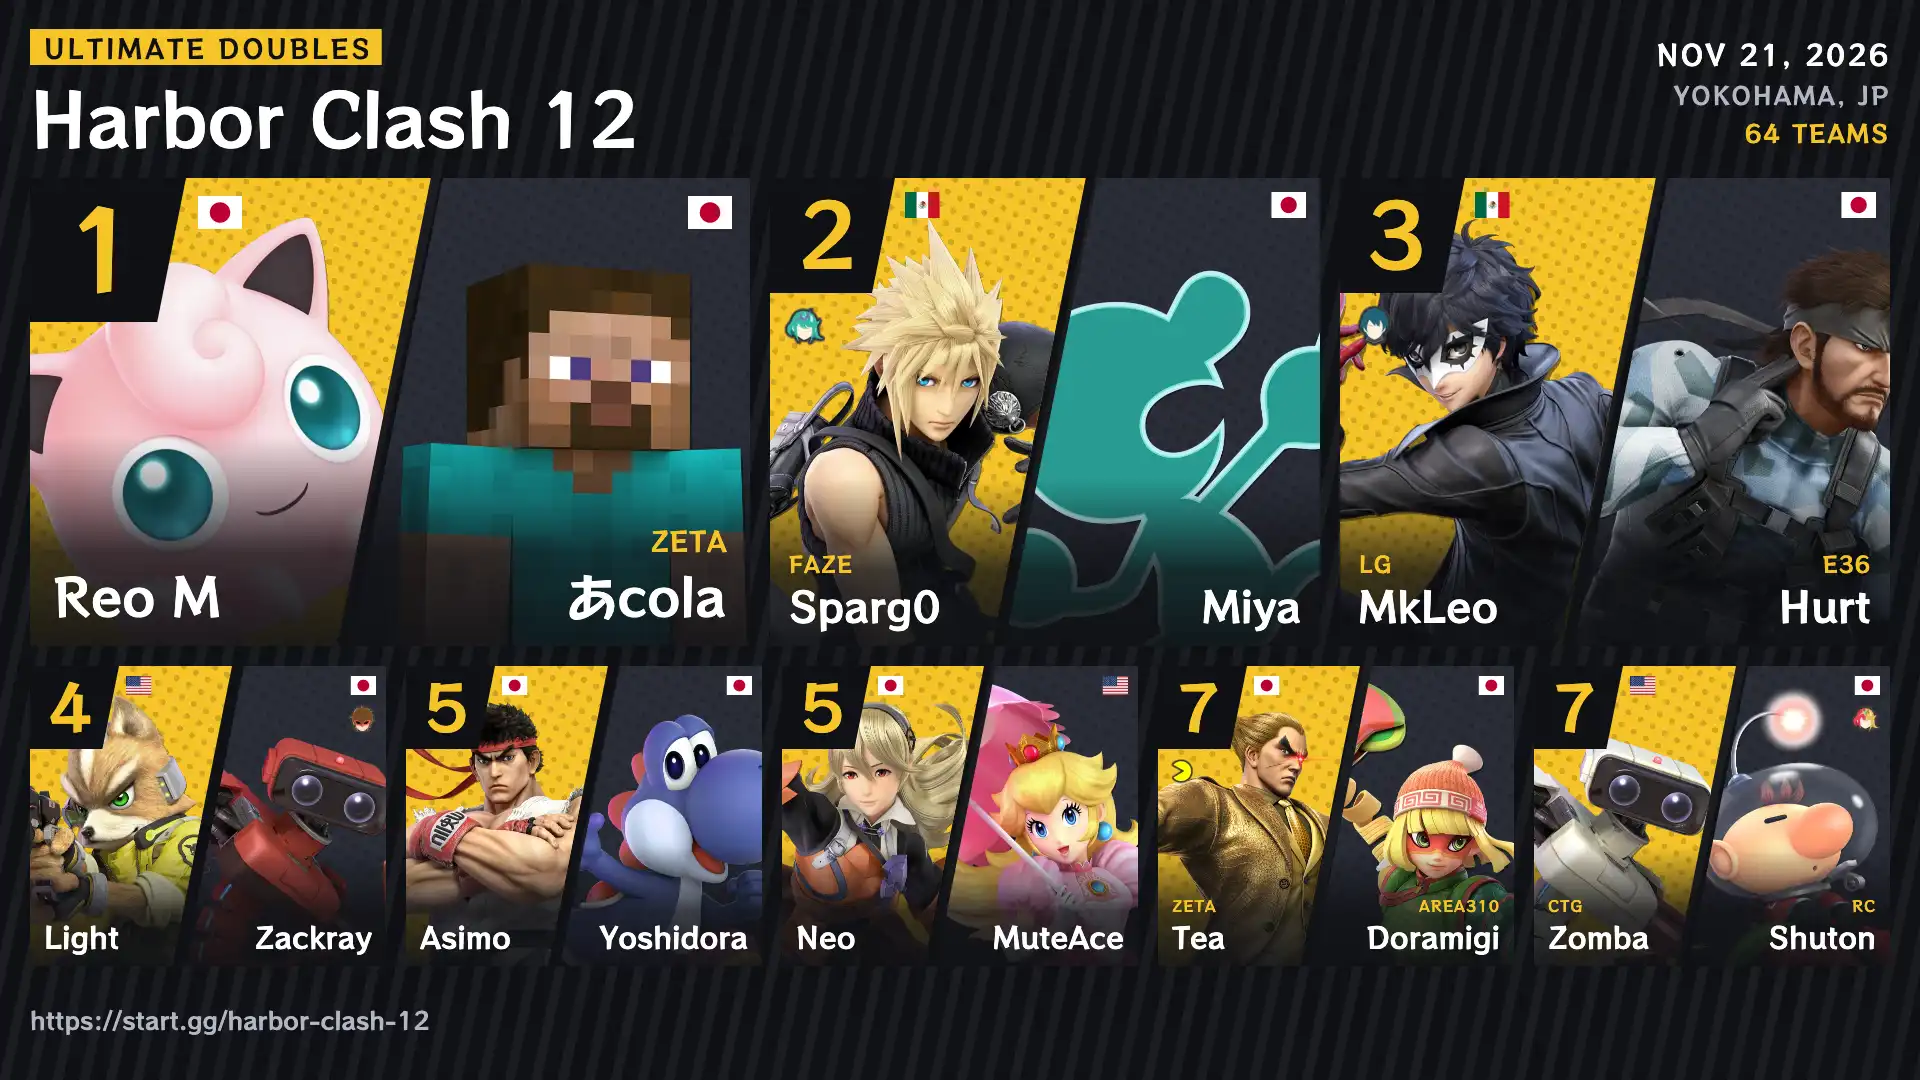 ULTIMATE DOUBLES
Harbor Clash 12
NOV 21, 2026
YOKOHAMA, JP
64 TEAMS
1
Reo M
ZETA
あcola
2
FAZE
Sparg0
Miya
3
LG
MkLeo
E36
Hurt
4
Light
Zackray
5
Asimo
Yoshidora
5
Neo
MuteAce
7
ZETA
Tea
AREA310
Doramigi
7
CTG
Zomba
RC
Shuton
https://start.gg/harbor-clash-12